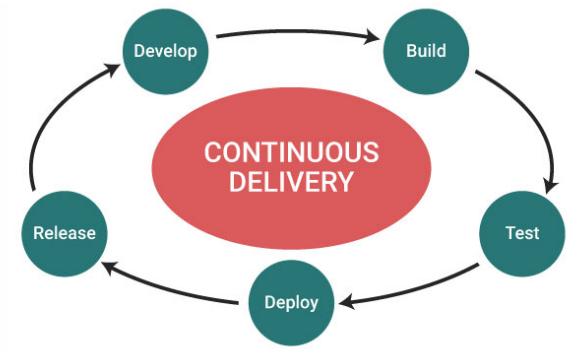 Develop
Build
CONTINUOUS
DELIVERY
Release
Test
Deploy